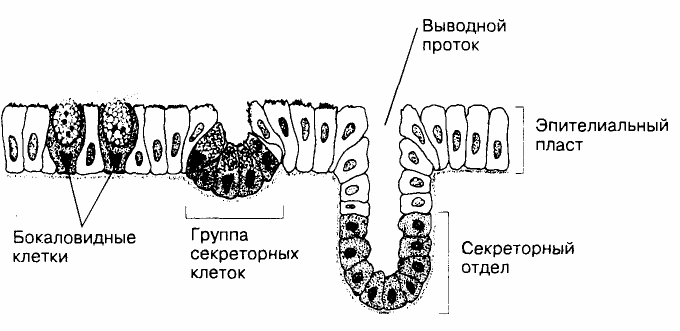 Выводной
проток
Эпителиальный
пласт
Бокаловидные
клетки
Группа
секреторных
клеток
Секреторный
отдел